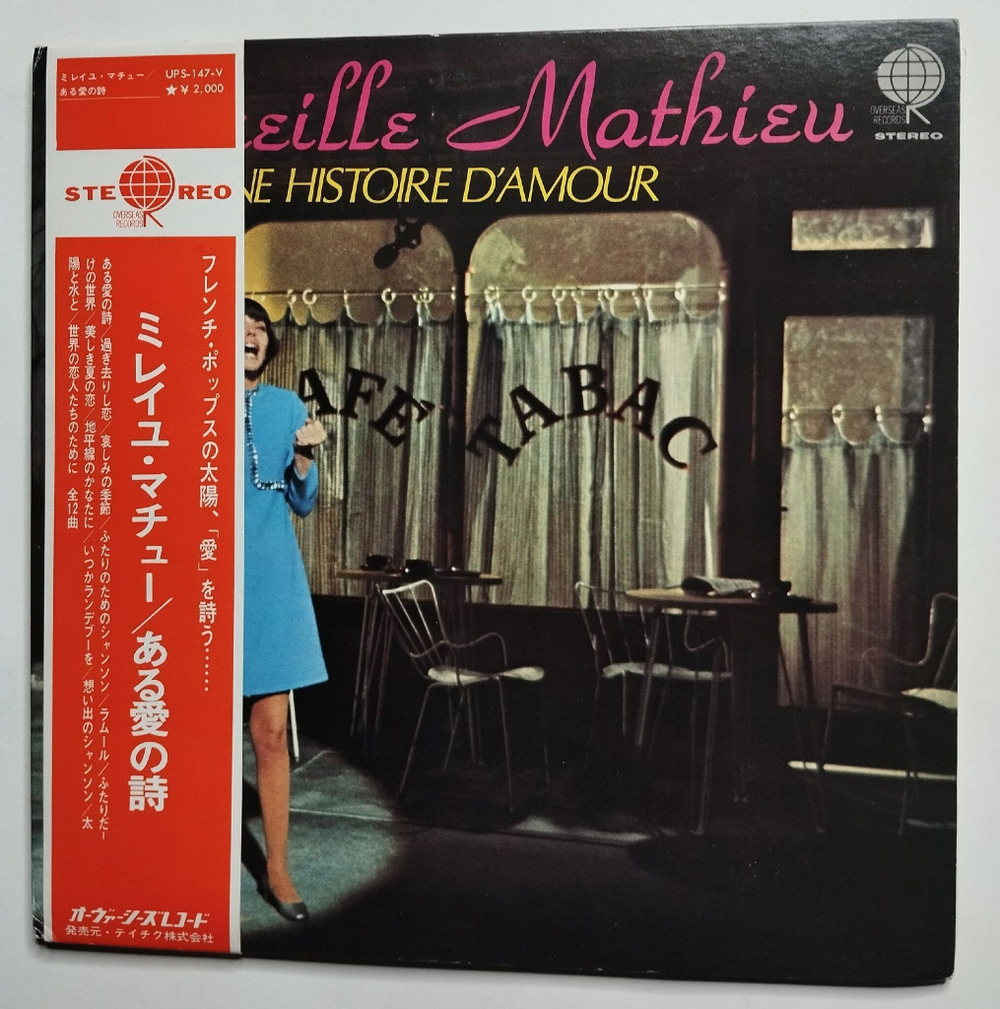 ミレイユ・マチュー／
ある愛の詩
UPS-147-V
★￥2,000
STEREO
OVERSEAS
RECORDS
フレンチ・ポップスの太陽、「愛」を詩う……
ミレイユ・マチュー／ある愛の詩
ある愛の詩／過ぎ去りし恋／哀しみの季節／ふたりのためのシャンソン／ラムール／ふたりだー
けの世界／美しき夏の恋／地平線のかなたに／いつかランデブーを／想い出のシャンソン／太
陽と水と／世界の恋人たちのために 全12曲
オーヴァーシーズレコード
発売元・テイチク株式会社
eille Mathieu
NE HISTOIRE D'AMOUR
OVERSEAS
RECORDS
STEREO
AFÉ TABAC